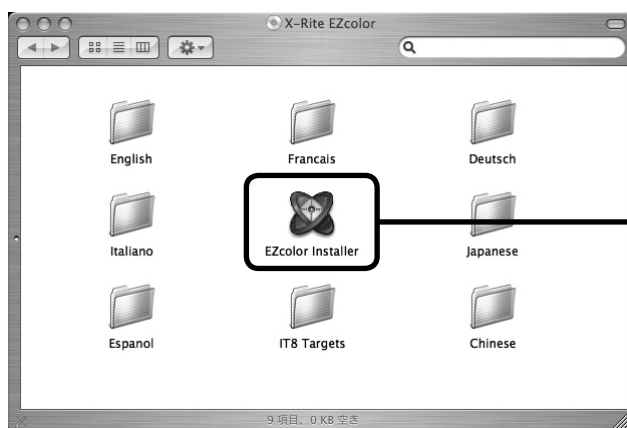 X-Rite EZcolor
English
Francais
Deutsch
Italiano
EZcolor Installer
Japanese
Espanol
IT8 Targets
Chinese
9 項目、0 KB 空き